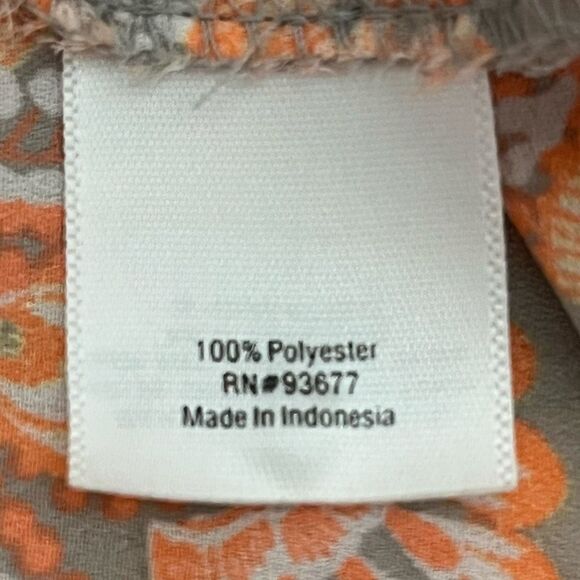 100% Polyester
RN#93677
Made In Indonesia